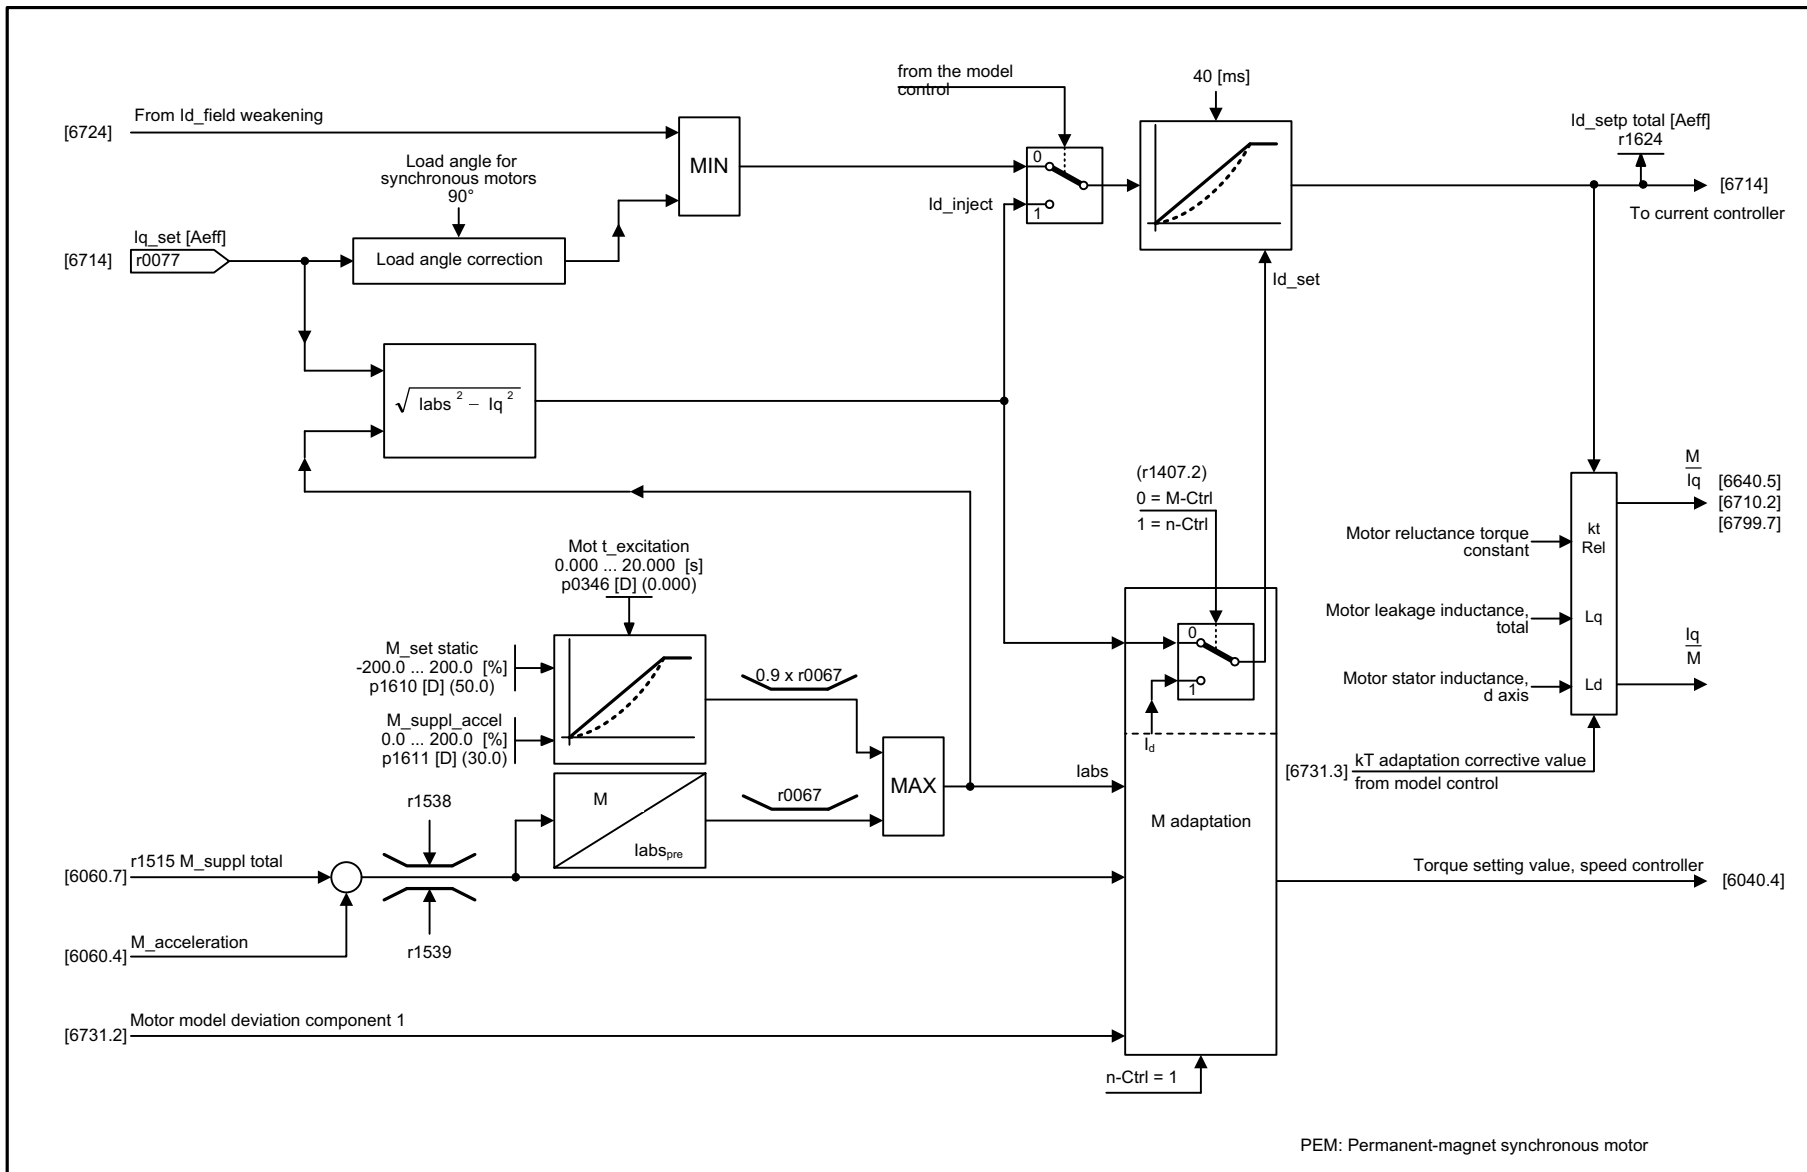 from the model
control
40 [ms]
From Id_field weakening
[6724]
Load angle for
synchronous motors
90°
MIN
0
1
Id_inject
Id_setp total [Aeff]
r1624
[6714]
To current controller
Iq_set [Aeff]
[6714]
r0077
Load angle correction
Id_set
√ Iabs ² – Iq ²
(r1407.2)
0 = M-Ctrl
1 = n-Ctrl
M
Iq
[6640.5]
[6710.2]
[6799.7]
kt
Rel
Motor reluctance torque
constant
Mot t_excitation
0.000 ... 20.000 [s]
p0346 [D] (0.000)
Motor leakage inductance,
total
Lq
M_set static
-200.0 ... 200.0 [%]
p1610 [D] (50.0)
0.9 x r0067
0
1
Iq
M
Motor stator inductance,
d axis
Ld
M_suppl_accel
0.0 ... 200.0 [%]
p1611 [D] (30.0)
Id
[6731.3]
kT adaptation corrective value
from model control
Iabs
MAX
r0067
M
Iabspre
r1538
M adaptation
r1515 M_suppl total
[6060.7]
Torque setting value, speed controller
[6040.4]
M_acceleration
[6060.4]
r1539
Motor model deviation component 1
[6731.2]
n-Ctrl = 1
PEM: Permanent-magnet synchronous motor